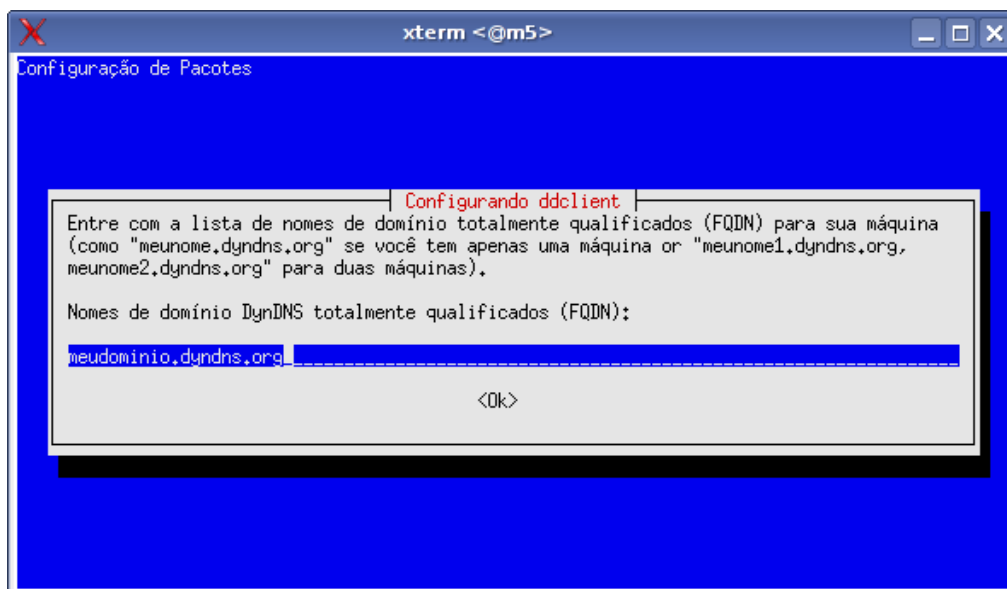 xterm <@m5>
Configuração de Pacotes
Configurando ddclient
Entre com a lista de nomes de domínio totalmente qualificados (FQDN) para sua máquina
(como "meunome.dyndns.org" se você tem apenas uma máquina or "meunome1.dyndns.org,
meunome2.dyndns.org" para duas máquinas).
Nomes de domínio DynDNS totalmente qualificados (FQDN):
meudominio.dyndns.org
<Ok>